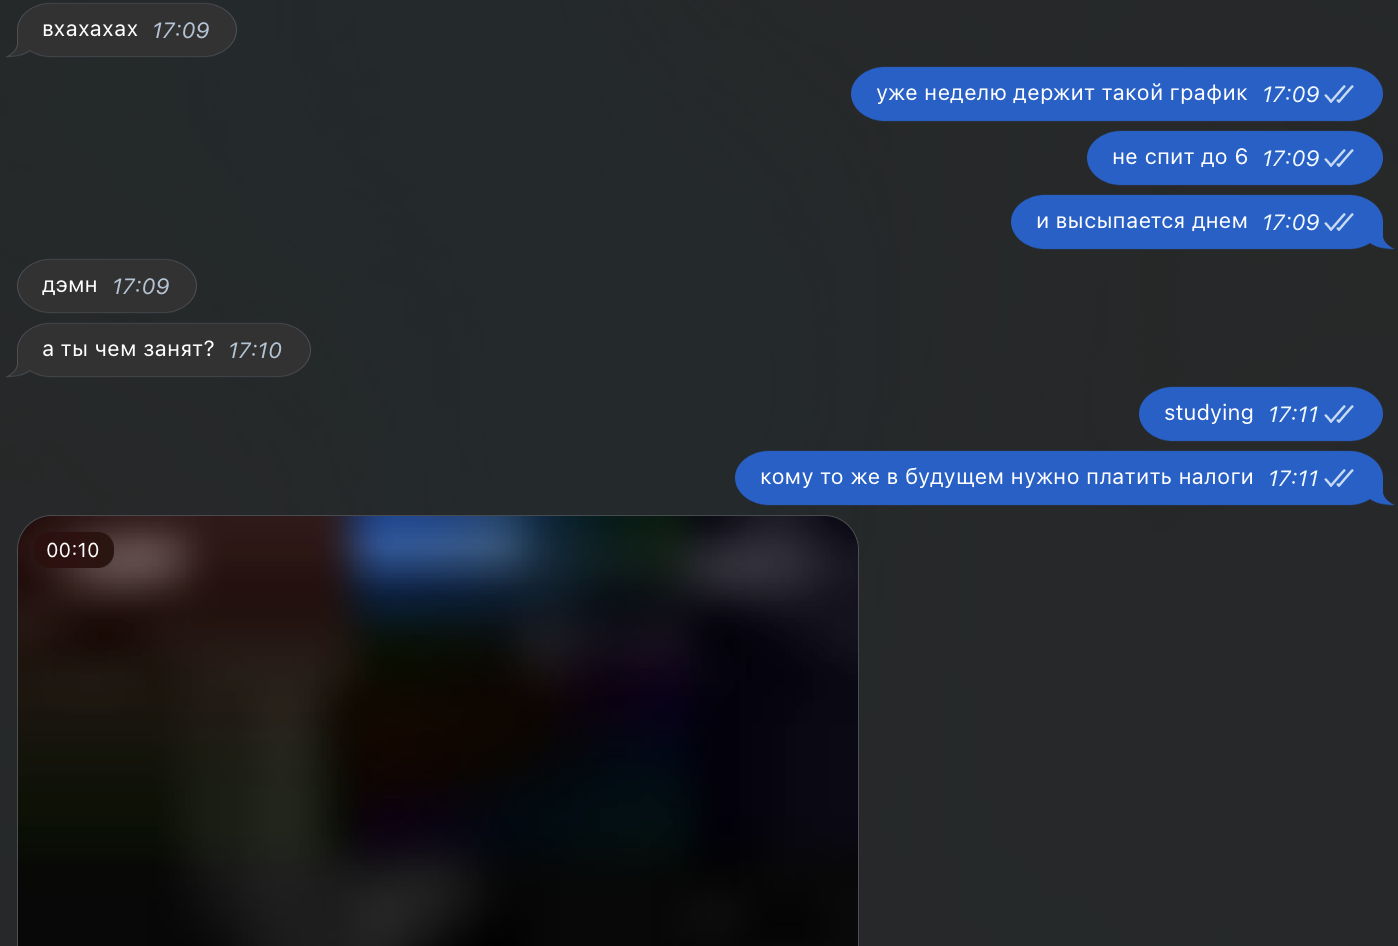 вхахахах 17:09
уже неделю держит такой график 17:09
не спит до 6 17:09
и высыпается днем 17:09
дэмн 17:09
а ты чем занят? 17:10
studying 17:11
кому то же в будущем нужно платить налоги 17:11
00:10